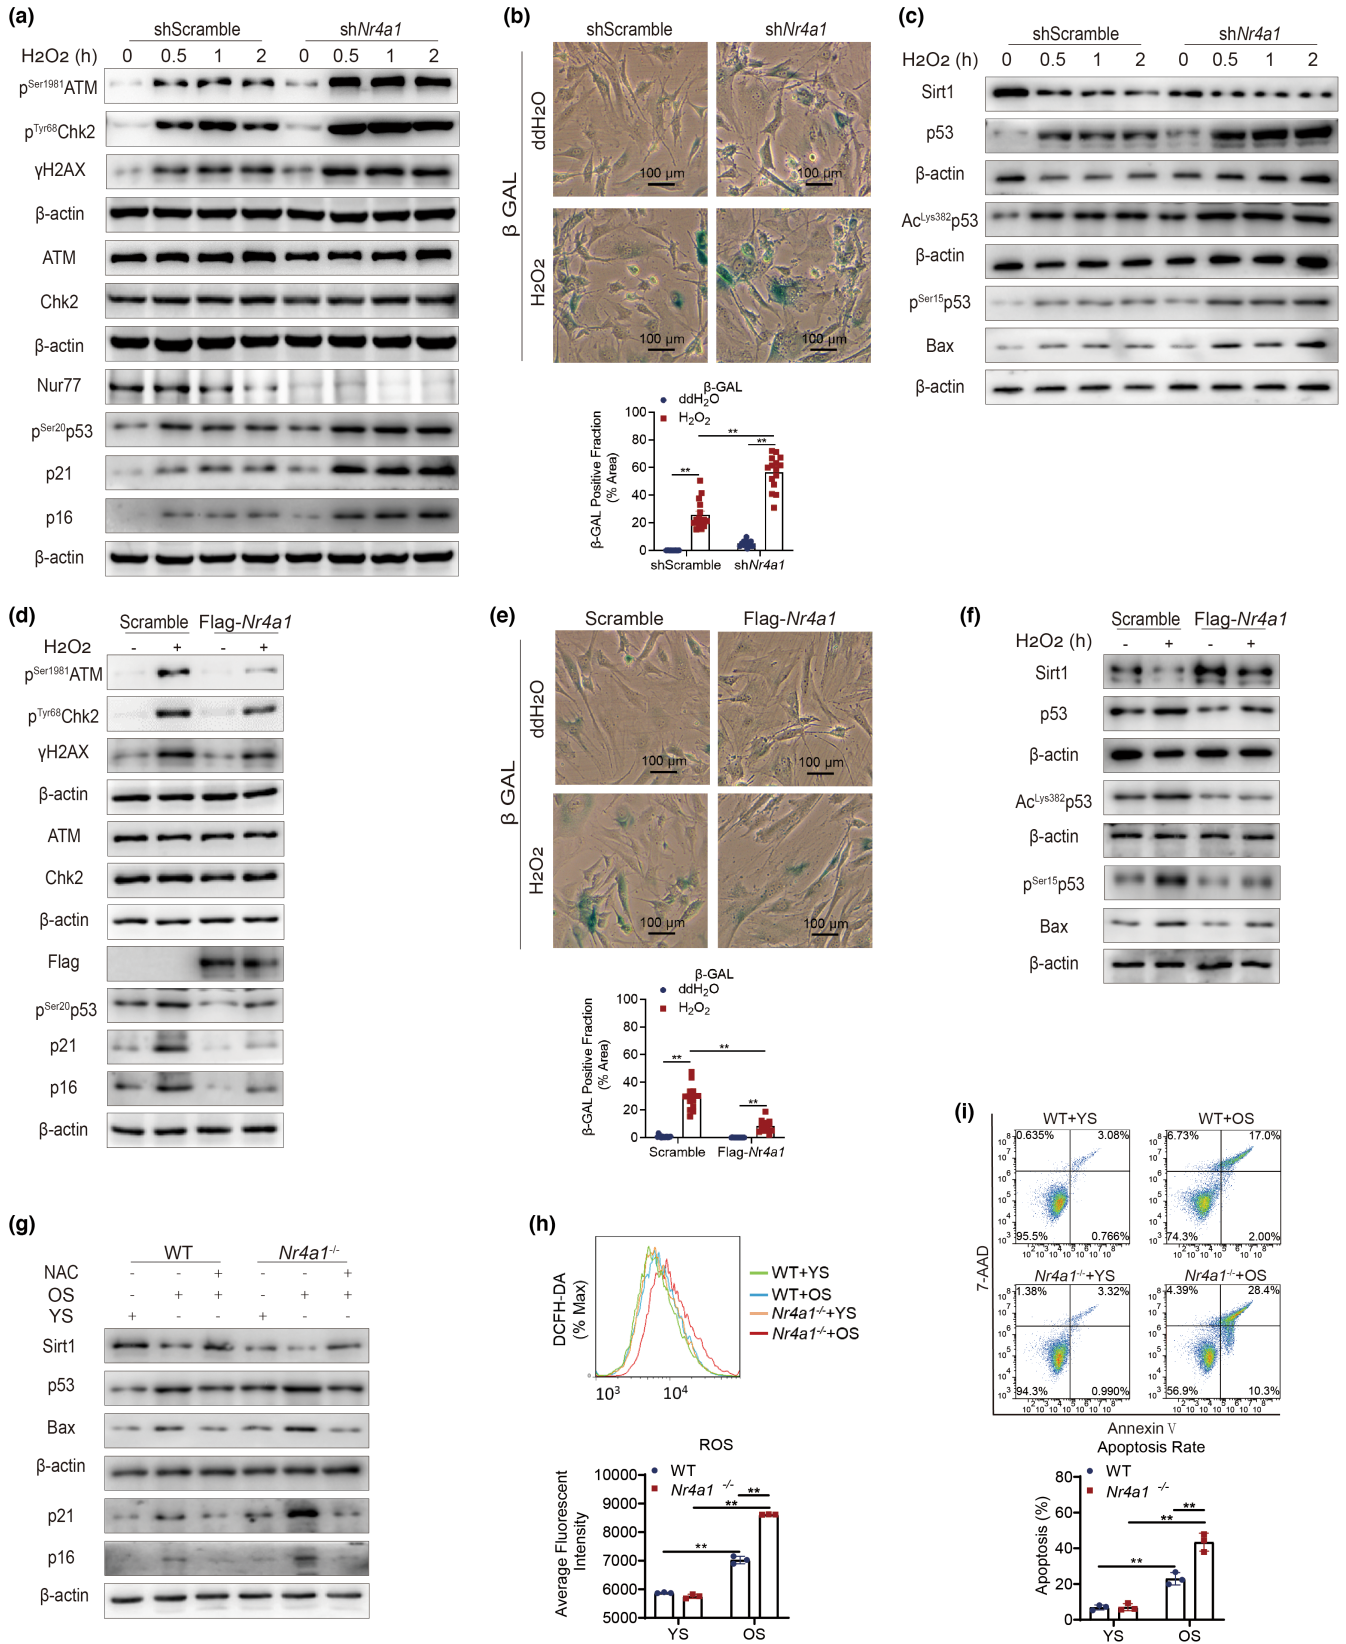 (a)
shScramble shNr4a1
H2O2 (h) 0 0.5 1 2 0 0.5 1 2
pSer1981ATM
pTyr68Chk2
γH2AX
β-actin
ATM
Chk2
β-actin
Nur77
pSer20p53
p21
p16
β-actin
(b)
shScramble shNr4a1
β GAL
ddH2O
100 μm 100 μm
H2O2
100 μm 100 μm
β-GAL
ddH2O
H2O2
β-GAL Positive Fraction
(% Area)
100
80
60
40
20
0
** ** **
shScramble shNr4a1
(c)
shScramble shNr4a1
H2O2 (h) 0 0.5 1 2 0 0.5 1 2
Sirt1
p53
β-actin
AcLys382p53
β-actin
pSer15p53
Bax
β-actin
(d)
Scramble Flag-Nr4a1
H2O2 - + - +
pSer1981ATM
pTyr68Chk2
γH2AX
β-actin
ATM
Chk2
β-actin
Flag
pSer20p53
p21
p16
β-actin
(e)
Scramble Flag-Nr4a1
β GAL
ddH2O
100 μm 100 μm
H2O2
100 μm 100 μm
β-GAL
ddH2O
H2O2
β-GAL Positive Fraction
(% Area)
100
80
60
40
20
0
** ** **
Scramble Flag-Nr4a1
(f)
Scramble Flag-Nr4a1
H2O2 (h) - + - +
Sirt1
p53
β-actin
AcLys382p53
β-actin
pSer15p53
Bax
β-actin
(g)
WT Nr4a1-/-
NAC - - + - - +
OS - + + - + +
YS + - - + - -
Sirt1
p53
Bax
β-actin
p21
p16
β-actin
(h)
DCFH-DA
(% Max)
0
10³ 10⁴
WT+YS
WT+OS
Nr4a1-/-+YS
Nr4a1-/-+OS
ROS
WT
Nr4a1 -/-
Average Fluorescent
Intensity
10000
9000
8000
7000
6000
5000
** ** **
YS OS
(i)
7-AAD
WT+YS WT+OS
0.635% 3.08% 6.73% 17.0%
95.5% 0.766% 74.3% 2.00%
Nr4a1-/-+YS Nr4a1-/-+OS
1.38% 3.32% 4.39% 28.4%
94.3% 0.990% 56.9% 10.3%
Annexin V
Apoptosis Rate
WT
Nr4a1 -/-
Apoptosis (%)
80
60
40
20
0
** ** **
YS OS